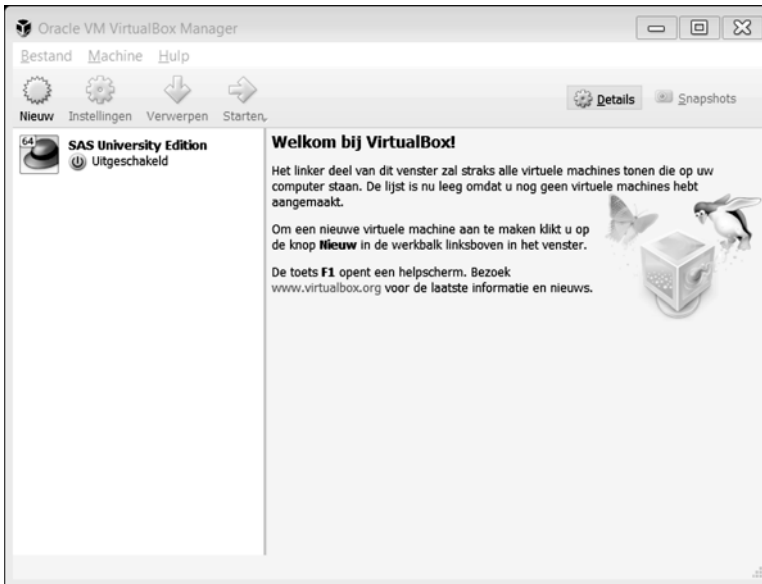 Oracle VM VirtualBox Manager
Bestand Machine Hulp
Nieuw Instellingen Verwerpen Starten
Details Snapshots
64
SAS University Edition
Uitgeschakeld
Welkom bij VirtualBox!
Het linker deel van dit venster zal straks alle virtuele machines tonen die op uw
computer staan. De lijst is nu leeg omdat u nog geen virtuele machines hebt
aangemaakt.
Om een nieuwe virtuele machine aan te maken klikt u op
de knop Nieuw in de werkbalk linksboven in het venster.
De toets F1 opent een helpscherm. Bezoek
www.virtualbox.org voor de laatste informatie en nieuws.